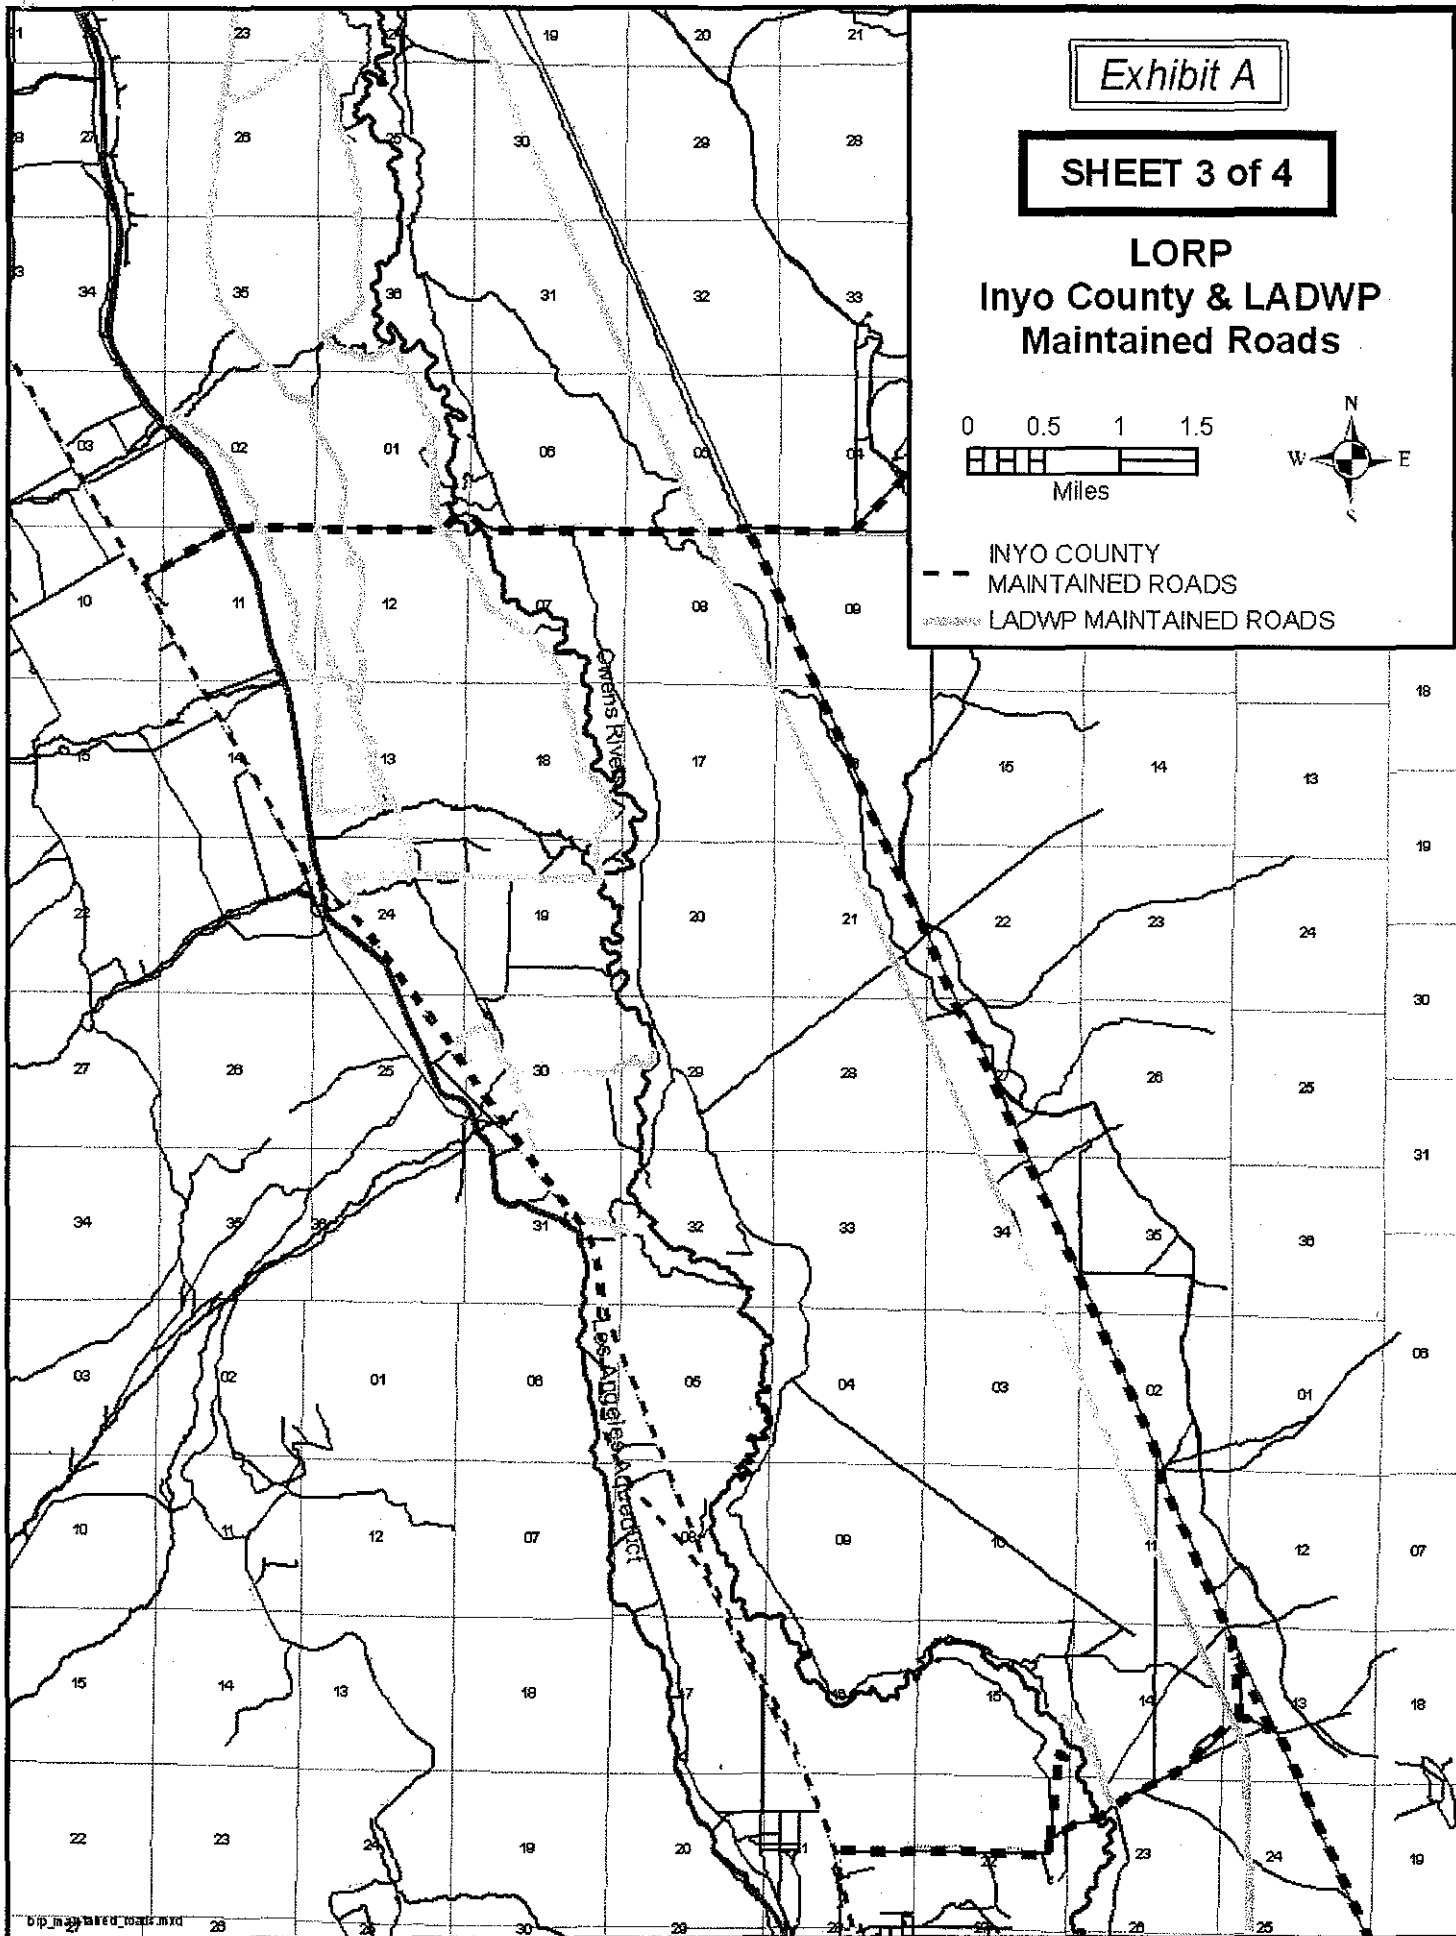 Exhibit A
SHEET 3 of 4
LORP
Inyo County & LADWP
Maintained Roads
0 0.5 1 1.5
Miles
N
W E
S
INYO COUNTY
MAINTAINED ROADS
LADWP MAINTAINED ROADS
23 19 20 21
27 26 25 30 29 28
34 35 36 31 32 33
03 02 01 06 05 04
10 11 12 07 08 09
Owens River
18
15 14 13 18 17 15 14 13
19
22 24 19 20 21 22 23 24
30
27 26 25 30 29 28 27 26 25
31
34 35 36 31 32 33 34 35 36
03 02 01 06 05 04 03 02 01 06
Los Angeles Aqueduct
10 11 12 07 08 09 10 11 12 07
15 14 13 18 17 16 15 14 13 18
22 23 24 19 20 22 23 24 19
26 30 29 26 25